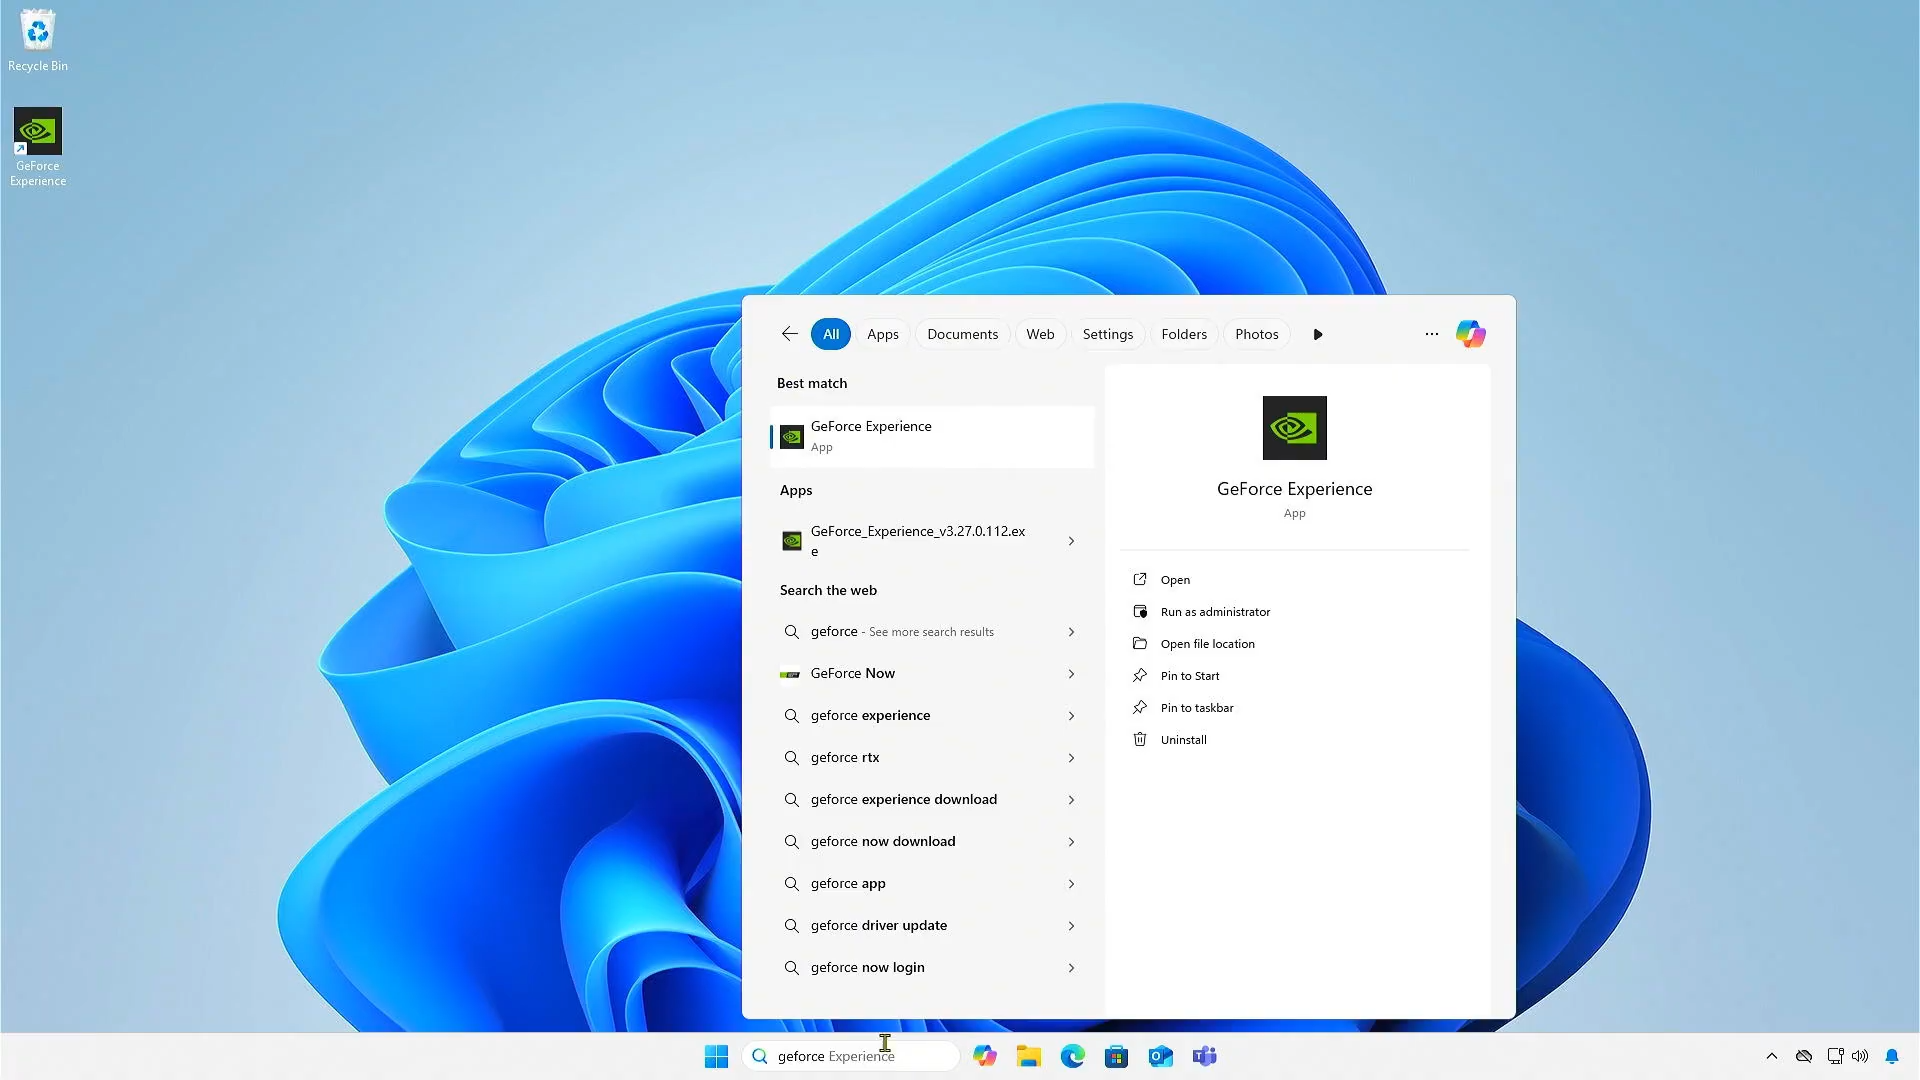 Recycle Bin
GeForce
Experience
All
Apps
Documents
Web
Settings
Folders
Photos
Best match
GeForce Experience
App
Apps
GeForce_Experience_v3.27.0.112.ex
e
Search the web
geforce - See more search results
GeForce Now
geforce experience
geforce rtx
geforce experience download
geforce now download
geforce app
geforce driver update
geforce now login
GeForce Experience
App
Open
Run as administrator
Open file location
Pin to Start
Pin to taskbar
Uninstall
geforce Experience